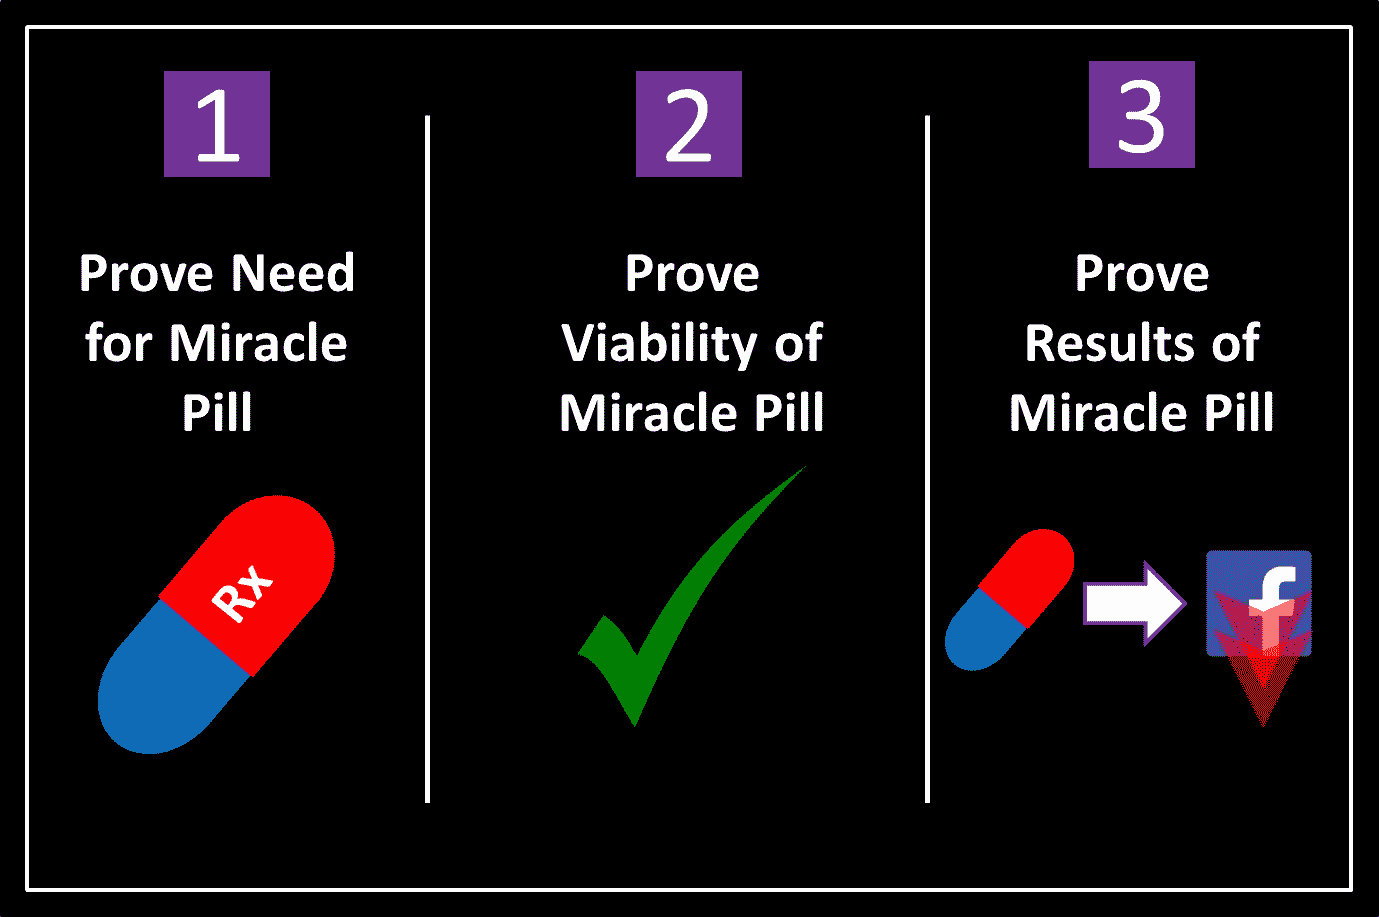 1
Prove Need
for Miracle
Pill
Rx
2
Prove
Viability of
Miracle Pill
3
Prove
Results of
Miracle Pill
f